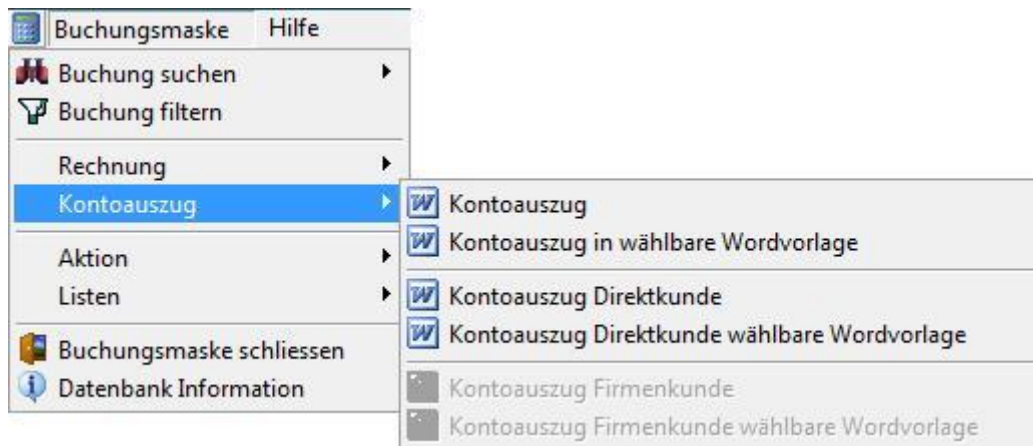 Buchungsmaske Hilfe
Buchung suchen
Buchung filtern
Rechnung
Kontoauszug
Aktion
Listen
Buchungsmaske schliessen
Datenbank Information
Kontoauszug
Kontoauszug in wählbare Wordvorlage
Kontoauszug Direktkunde
Kontoauszug Direktkunde wählbare Wordvorlage
Kontoauszug Firmenkunde
Kontoauszug Firmenkunde wählbare Wordvorlage